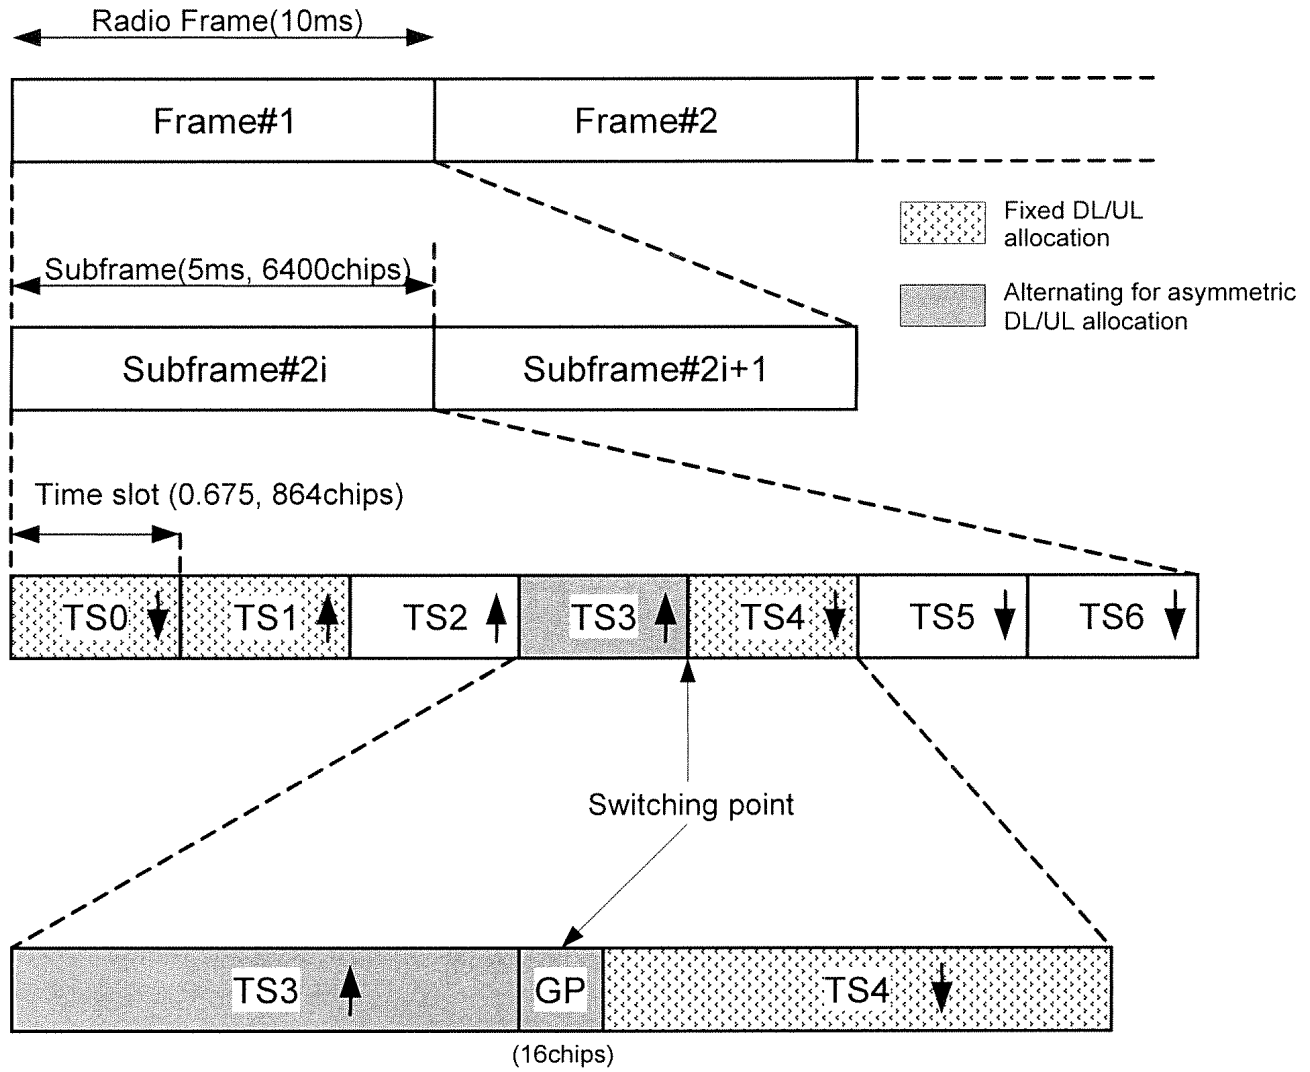 Radio Frame(10ms)
Frame#1
Frame#2
Fixed DL/UL
allocation
Subframe(5ms, 6400chips)
Alternating for asymmetric
DL/UL allocation
Subframe#2i
Subframe#2i+1
Time slot (0.675, 864chips)
TS0
TS1
TS2
TS3
TS4
TS5
TS6
Switching point
TS3
GP
TS4
(16chips)